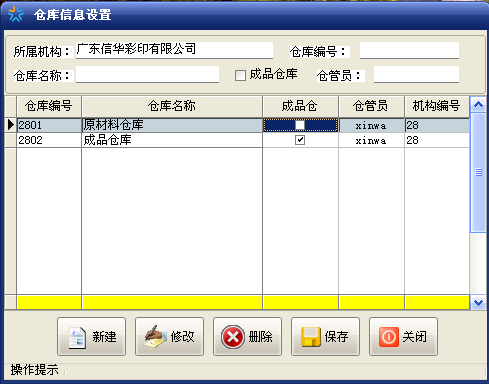 仓库信息设置
所属机构： 广东信华彩印有限公司 仓库编号：
仓库名称： 成品仓库 仓管员：
仓库编号 仓库名称 成品仓 仓管员 机构编号
2801 原材料仓库 xinwa 28
2802 成品仓库 xinwa 28
新建 修改 删除 保存 关闭
操作提示